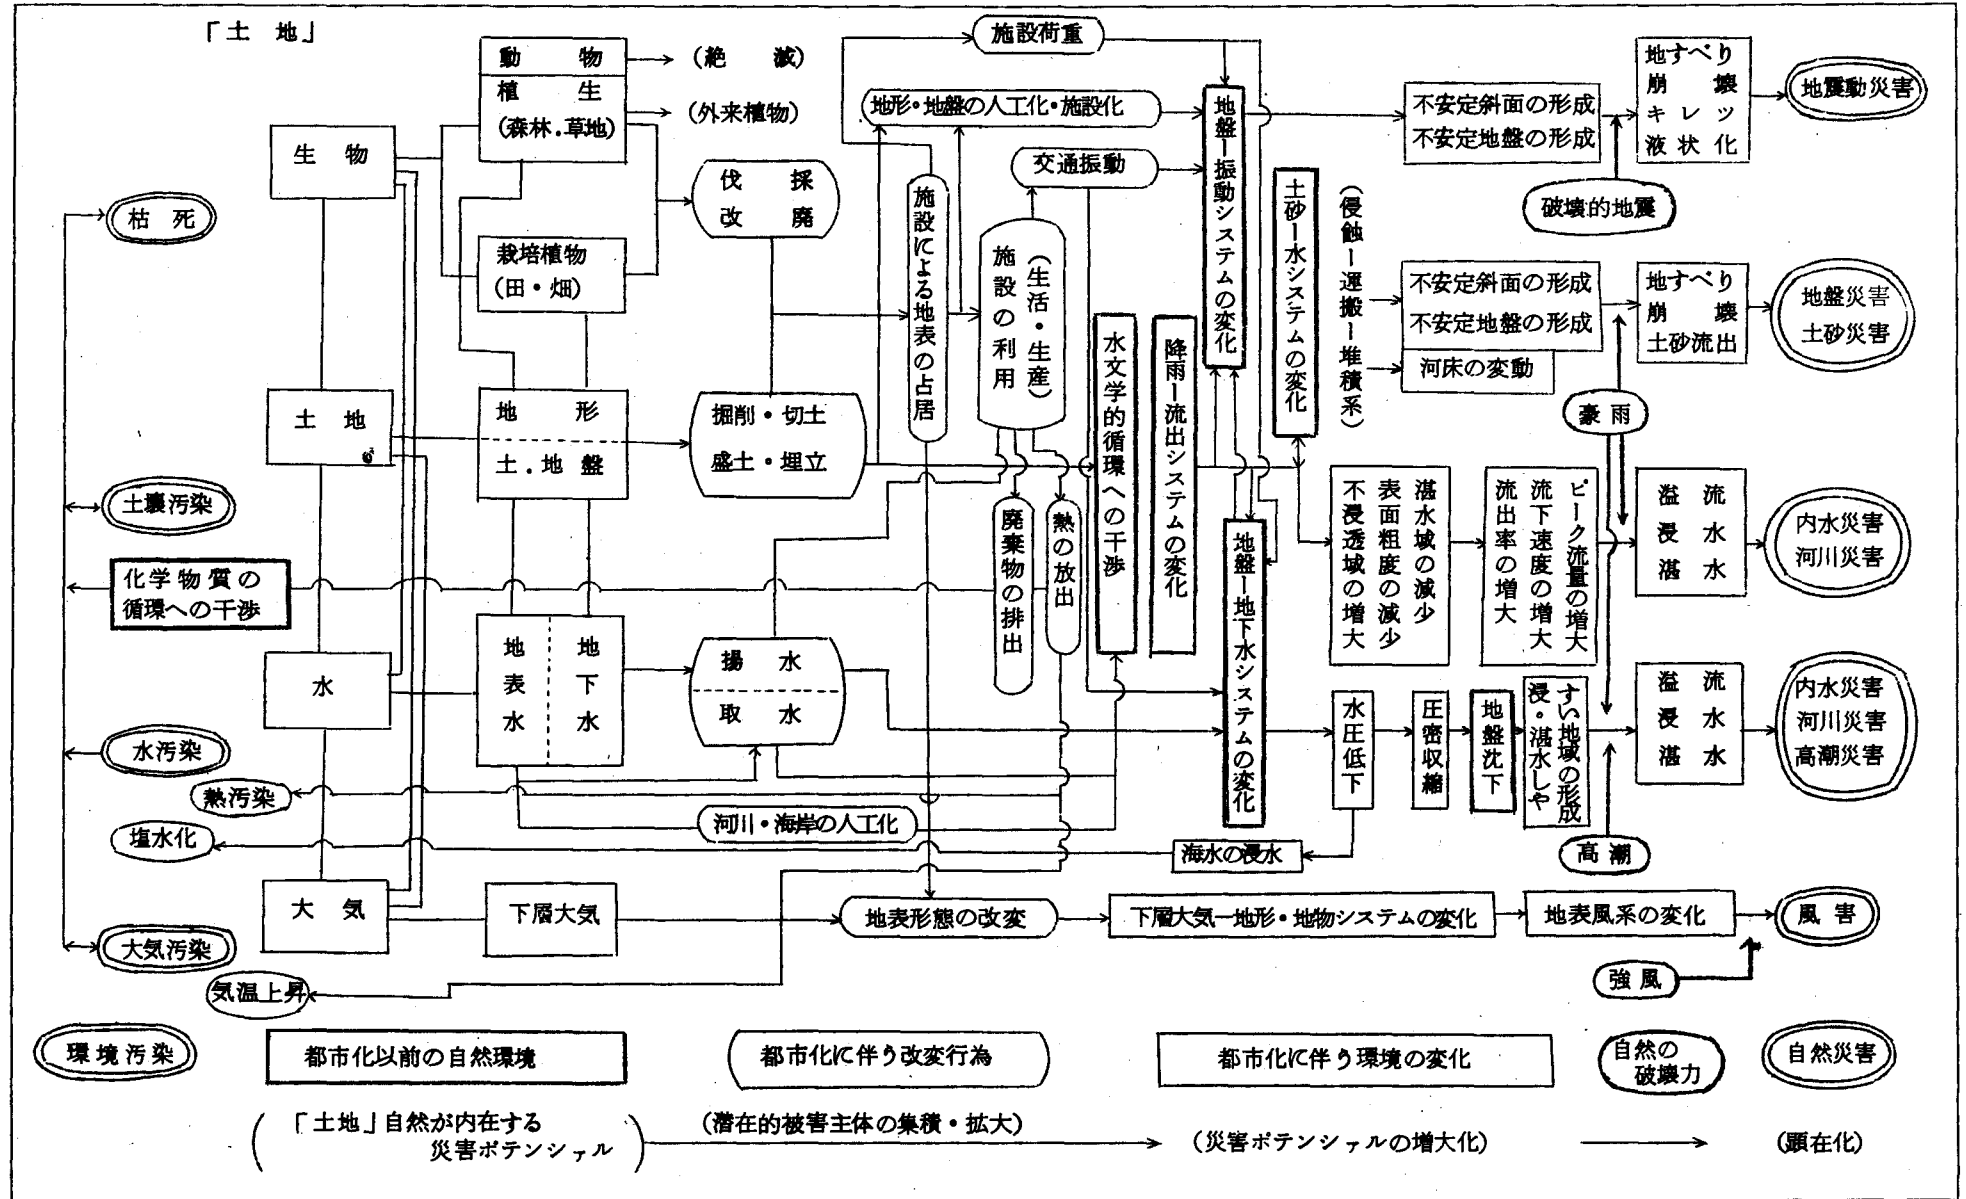 「土 地」
動 物
(絶 滅)
植 生
(森林.草地)
(外来植物)
生 物
栽培植物
(田・畑)
伐 採
改 廃
枯 死
土 地
地 形
土.地盤
掘削・切土
盛土・埋立
土壌汚染
化学物質の
循環への干渉
水
地表水
地下水
揚 水
取 水
水汚染
熱汚染
塩水化
河川・海岸の人工化
大 気
下層大気
大気汚染
気温上昇
施設荷重
地形・地盤の人工化・施設化
交通振動
施設による地表の占居
施設の利用
(生活・生産)
廃棄物の排出
熱の放出
水文学的循環への干渉
降雨ー流出システムの変化
地盤ー振動システムの変化
土砂ー水システムの変化
(侵蝕ー運搬ー堆積系)
地盤ー地下水システムの変化
海水の浸水
地表形態の改変
下層大気ー地形・地物システムの変化
地表風系の変化
風 害
強 風
不安定斜面の形成
不安定地盤の形成
地すべり
崩 壊
キ レ ツ
液 状 化
地震動災害
破壊的地震
不安定斜面の形成
不安定地盤の形成
河床の変動
地すべり
崩 壊
土砂流出
地盤災害
土砂災害
豪 雨
湛水域の減少
表面粗度の減少
不浸透域の増大
ピーク流量の増大
流下速度の増大
流出率の増大
溢 流
浸 水
湛 水
内水災害
河川災害
水圧低下
圧密収縮
地盤沈下
浸・湛水しや
すい地域の形成
溢 流
浸 水
湛 水
内水災害
河川災害
高潮災害
高 潮
環境汚染
都市化以前の自然環境
都市化に伴う改変行為
都市化に伴う環境の変化
自然の
破壊力
自然災害
「土地」自然が内在する
災害ポテンシャル
(潜在的被害主体の集積・拡大)
(災害ポテンシャルの増大化)
(顕在化)